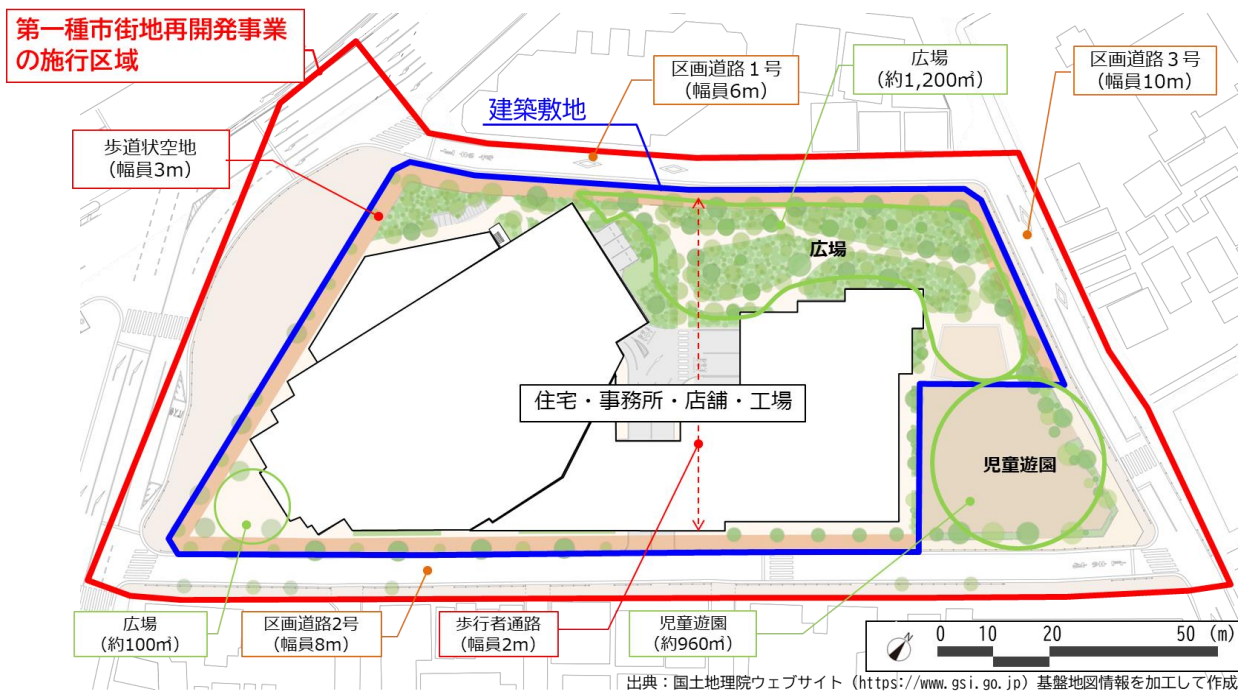 第一種市街地再開発事業
の施行区域
区画道路１号
(幅員6m)
広場
(約1,200㎡)
区画道路３号
(幅員10m)
建築敷地
歩道状空地
(幅員3m)
広場
住宅・事務所・店舗・工場
児童遊園
広場
(約100㎡)
区画道路2号
(幅員8m)
歩行者通路
(幅員2m)
児童遊園
(約960㎡)
0 10 20 50 (m)
出典：国土地理院ウェブサイト（https://www.gsi.go.jp）基盤地図情報を加工して作成